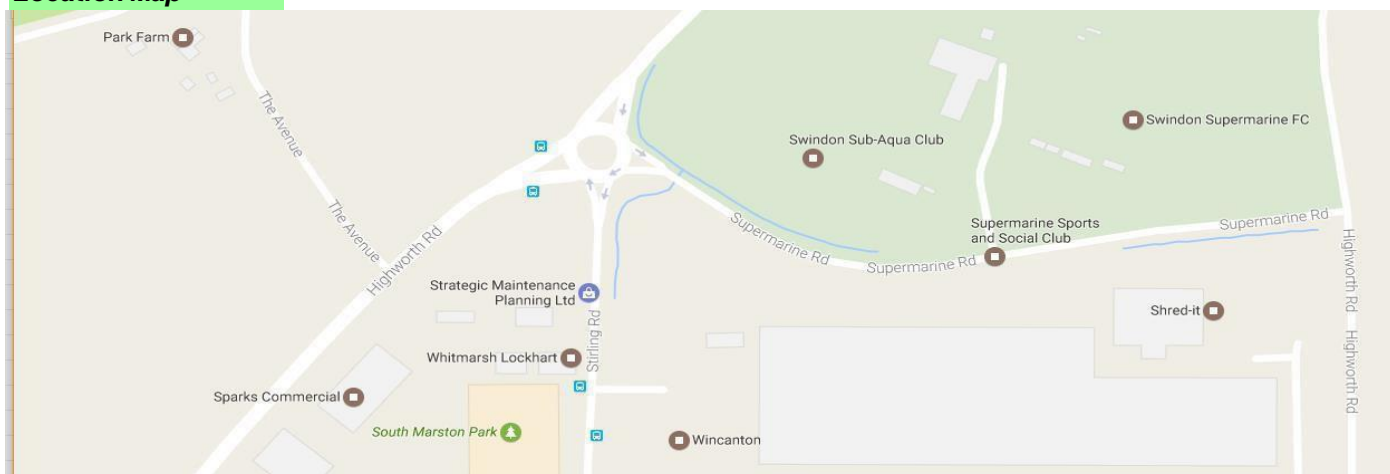 Location Map
Park Farm
The Avenue
The Avenue
Highworth Rd
Swindon Sub-Aqua Club
Swindon Supermarine FC
Supermarine Rd
Supermarine Rd
Supermarine Sports
and Social Club
Supermarine Rd
Highworth Rd
Highworth Rd
Strategic Maintenance
Planning Ltd
Stirling Rd
Shred-it
Whitmarsh Lockhart
Sparks Commercial
South Marston Park
Wincanton